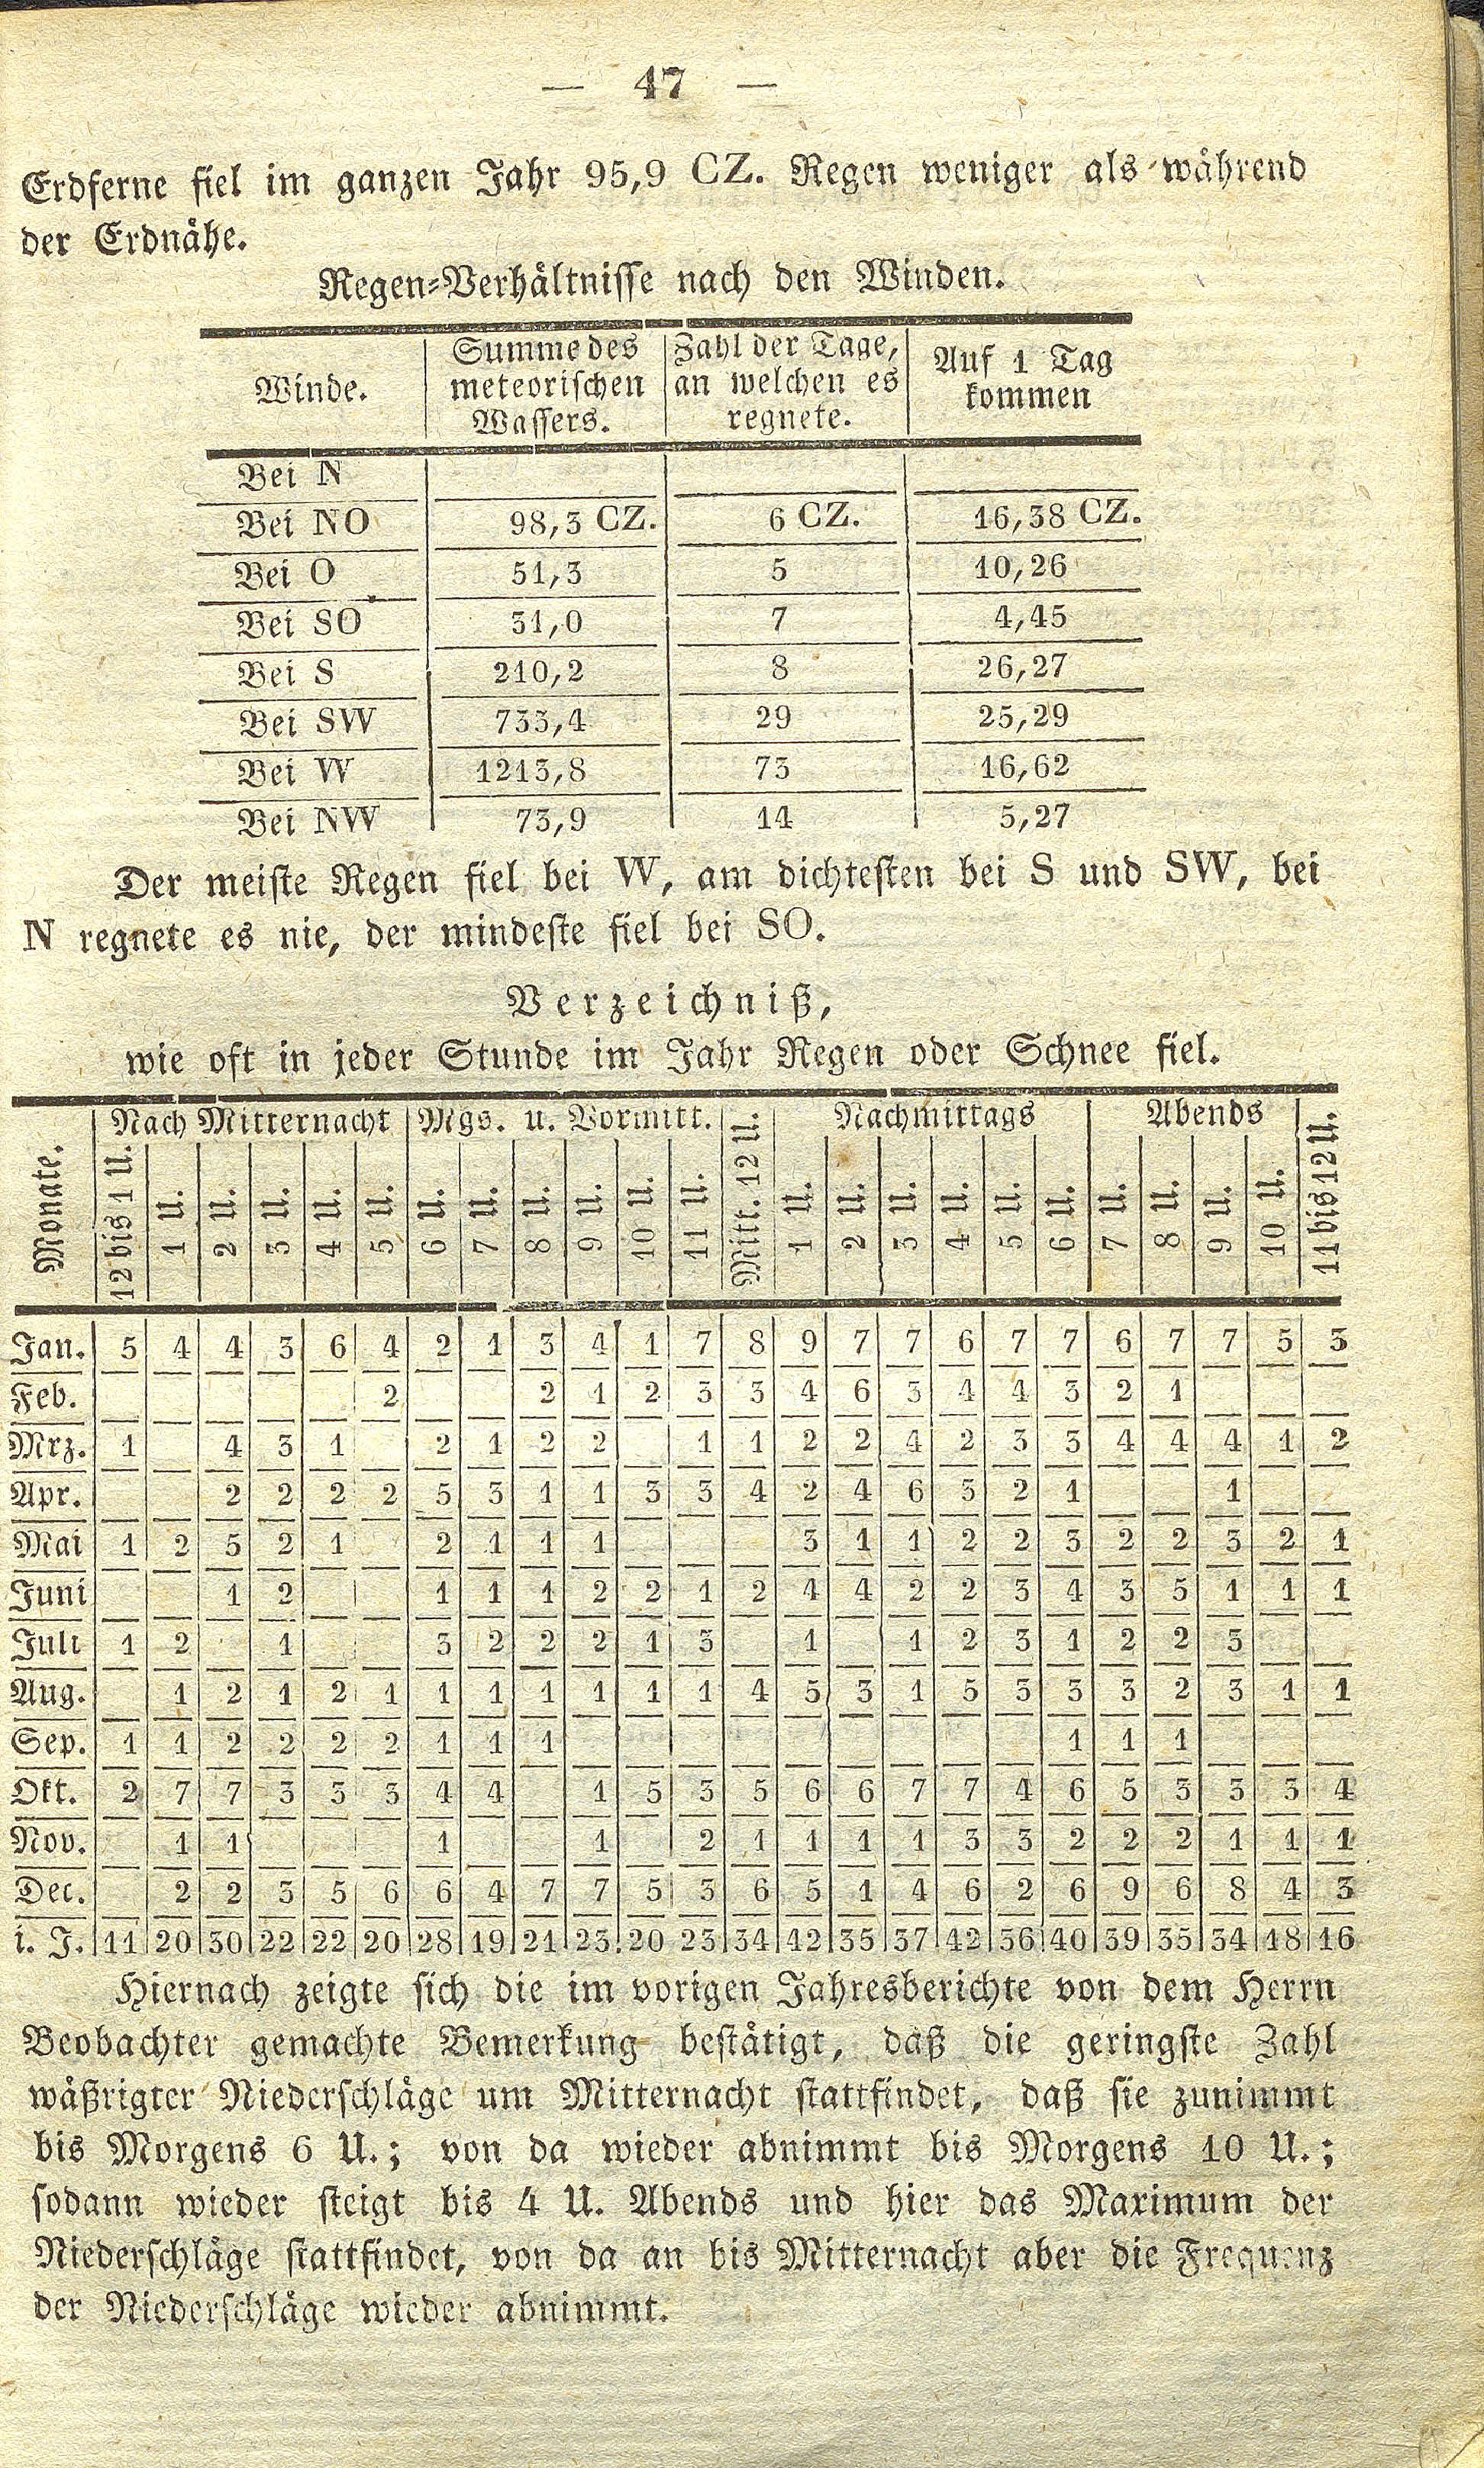 — 47 —
Erdferne fiel im ganzen Jahr 95,9 CZ. Regen weniger als während
der Erdnähe.
Regen-Verhältnisse nach den Winden.
Winde. | Summe des meteorischen Wassers. | Zahl der Tage, an welchen es regnete. | Auf 1 Tag kommen
Bei N
Bei NO | 98,3 CZ. | 6 CZ. | 16,38 CZ.
Bei O | 51,3 | 5 | 10,26
Bei SO | 31,0 | 7 | 4,45
Bei S | 210,2 | 8 | 26,27
Bei SW | 733,4 | 29 | 25,29
Bei W | 1213,8 | 73 | 16,62
Bei NW | 73,9 | 14 | 5,27
Der meiste Regen fiel bei W, am dichtesten bei S und SW, bei
N regnete es nie, der mindeste fiel bei SO.
Verzeichniß,
wie oft in jeder Stunde im Jahr Regen oder Schnee fiel.
Monate. | Nach Mitternacht | Mgs. u. Vormitt. | Mitt. 12 U. | Nachmittags | Abends | 11 bis 12 U.
12 bis 1 U. | 1 U. | 2 U. | 3 U. | 4 U. | 5 U. | 6 U. | 7 U. | 8 U. | 9 U. | 10 U. | 11 U. | 1 U. | 2 U. | 3 U. | 4 U. | 5 U. | 6 U. | 7 U. | 8 U. | 9 U. | 10 U.
Jan. | 5 | 4 | 4 | 3 | 6 | 4 | 2 | 1 | 3 | 4 | 1 | 7 | 8 | 9 | 7 | 7 | 6 | 7 | 7 | 6 | 7 | 7 | 5 | 3
Feb. | | | | | | 2 | | | 2 | 1 | 2 | 3 | 3 | 4 | 6 | 3 | 4 | 4 | 3 | 2 | 1 | | |
Mrz. | 1 | | 4 | 3 | 1 | | 2 | 1 | 2 | 2 | | 1 | 1 | 2 | 2 | 4 | 2 | 3 | 3 | 4 | 4 | 4 | 1 | 2
Apr. | | | 2 | 2 | 2 | 2 | 5 | 3 | 1 | 1 | 3 | 3 | 4 | 2 | 4 | 6 | 3 | 2 | 1 | | | 1 | |
Mai | 1 | 2 | 5 | 2 | 1 | | 2 | 1 | 1 | 1 | | | | 3 | 1 | 1 | 2 | 2 | 3 | 2 | 2 | 3 | 2 | 1
Juni | | | 1 | 2 | | | 1 | 1 | 1 | 2 | 2 | 1 | 2 | 4 | 4 | 2 | 2 | 3 | 4 | 3 | 5 | 1 | 1 | 1
Juli | 1 | 2 | | 1 | | | 3 | 2 | 2 | 2 | 1 | 3 | | 1 | | 1 | 2 | 3 | 1 | 2 | 2 | 3 | |
Aug. | | 1 | 2 | 1 | 2 | 1 | 1 | 1 | 1 | 1 | 1 | 1 | 4 | 5 | 3 | 1 | 5 | 3 | 3 | 3 | 2 | 3 | 1 | 1
Sep. | 1 | 1 | 2 | 2 | 2 | 2 | 1 | 1 | 1 | | | | | | | | | | 1 | 1 | 1 | | |
Okt. | 2 | 7 | 7 | 3 | 3 | 3 | 4 | 4 | | 1 | 5 | 3 | 5 | 6 | 6 | 7 | 7 | 4 | 6 | 5 | 3 | 3 | 3 | 4
Nov. | | 1 | 1 | | | | 1 | | | 1 | | 2 | 1 | 1 | 1 | 1 | 3 | 3 | 2 | 2 | 2 | 1 | 1 | 1
Dec. | | 2 | 2 | 3 | 5 | 6 | 6 | 4 | 7 | 7 | 5 | 3 | 6 | 5 | 1 | 4 | 6 | 2 | 6 | 9 | 6 | 8 | 4 | 3
i. J. | 11 | 20 | 30 | 22 | 22 | 20 | 28 | 19 | 21 | 23 | 20 | 23 | 34 | 42 | 35 | 37 | 42 | 36 | 40 | 39 | 35 | 34 | 18 | 16
Hiernach zeigte sich die im vorigen Jahresberichte von dem Herrn
Beobachter gemachte Bemerkung bestätigt, daß die geringste Zahl
wäßrigter Niederschläge um Mitternacht stattfindet, daß sie zunimmt
bis Morgens 6 U.; von da wieder abnimmt bis Morgens 10 U.;
sodann wieder steigt bis 4 U. Abends und hier das Maximum der
Niederschläge stattfindet, von da an bis Mitternacht aber die Frequenz
der Niederschläge wieder abnimmt.